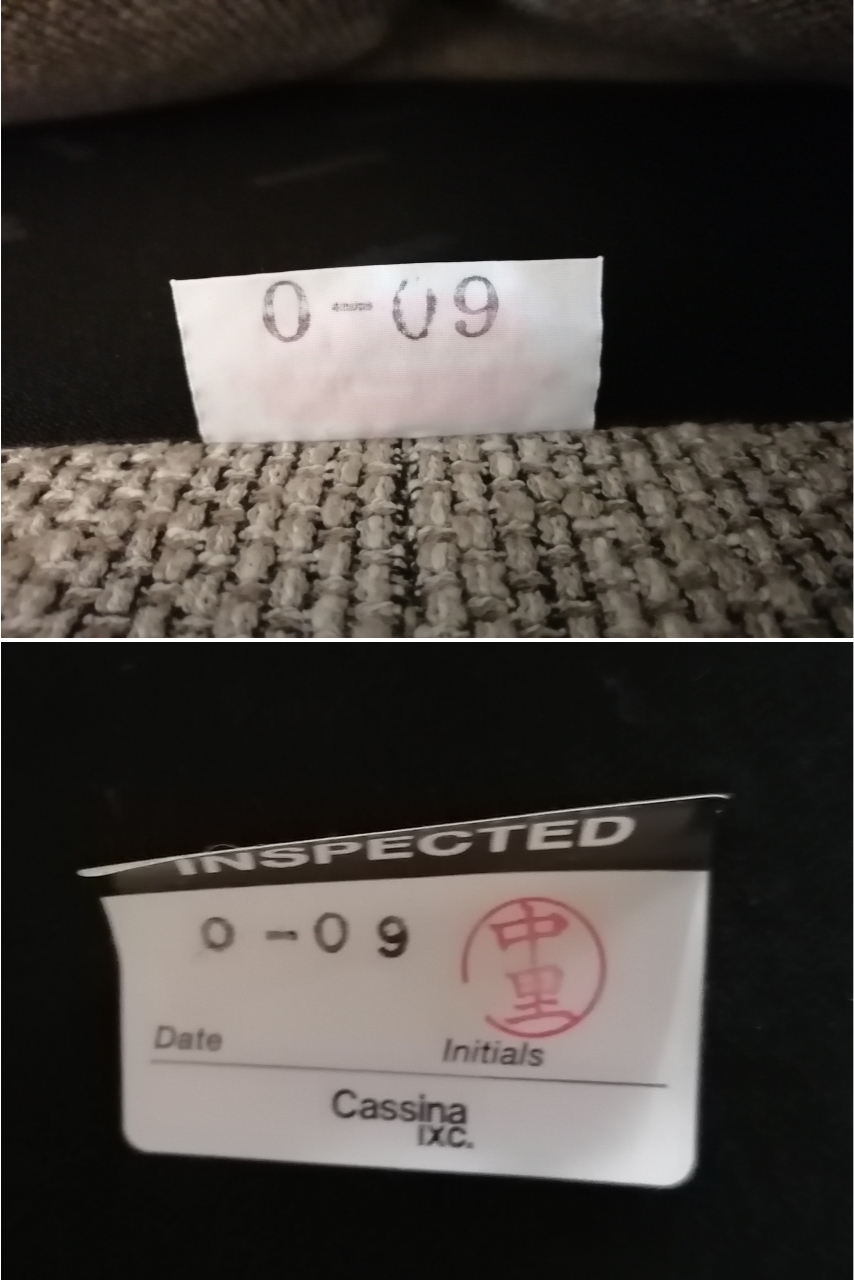 0-09
INSPECTED
0-09
中里
Date
Initials
Cassina
IXC.